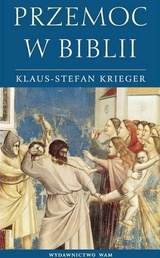 PRZEMOC
W BIBLII
KLAUS-STEFAN KRIEGER
WYDAWNICTWO WAM